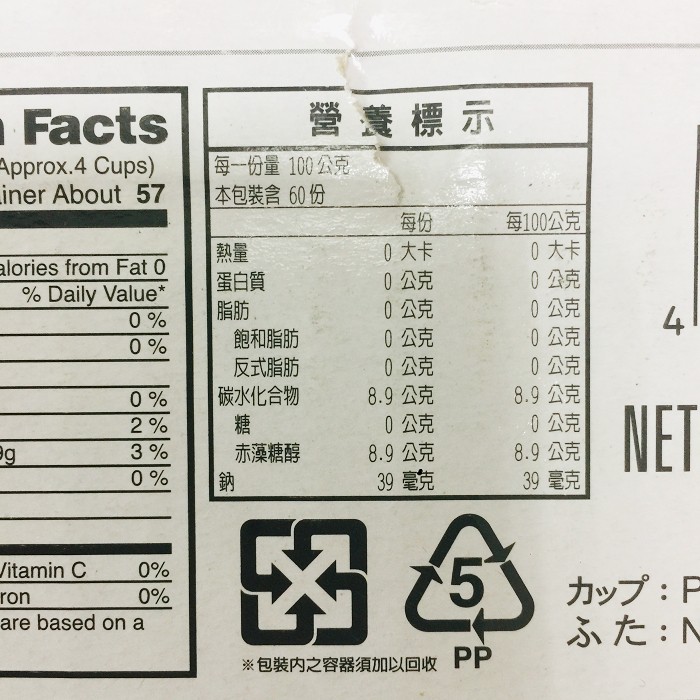 Facts
Approx.4 Cups)
ainer About 57
alories from Fat 0
% Daily Value*
0 %
0 %
0 %
2 %
9g 3 %
0 %
Vitamin C 0%
ron 0%
are based on a
營養標示
每一份量 100公克
本包裝含 60份
每份 每100公克
熱量 0 大卡 0 大卡
蛋白質 0 公克 0 公克
脂肪 0 公克 0 公克
飽和脂肪 0 公克 0 公克
反式脂肪 0 公克 0 公克
碳水化合物 8.9 公克 8.9 公克
糖 0 公克 0 公克
赤藻糖醇 8.9 公克 8.9 公克
鈉 39 毫克 39 毫克
※包裝內之容器須加以回收
5
PP
4
NET
カップ：P
ふた：N